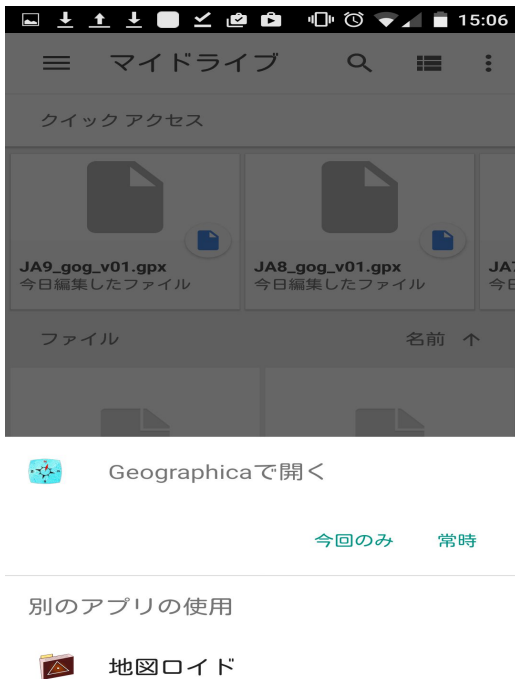 15:06
マイドライブ
クイック アクセス
JA9_gog_v01.gpx
今日編集したファイル
JA8_gog_v01.gpx
今日編集したファイル
ファイル
名前
Geographicaで開く
今回のみ
常時
別のアプリの使用
地図ロイド